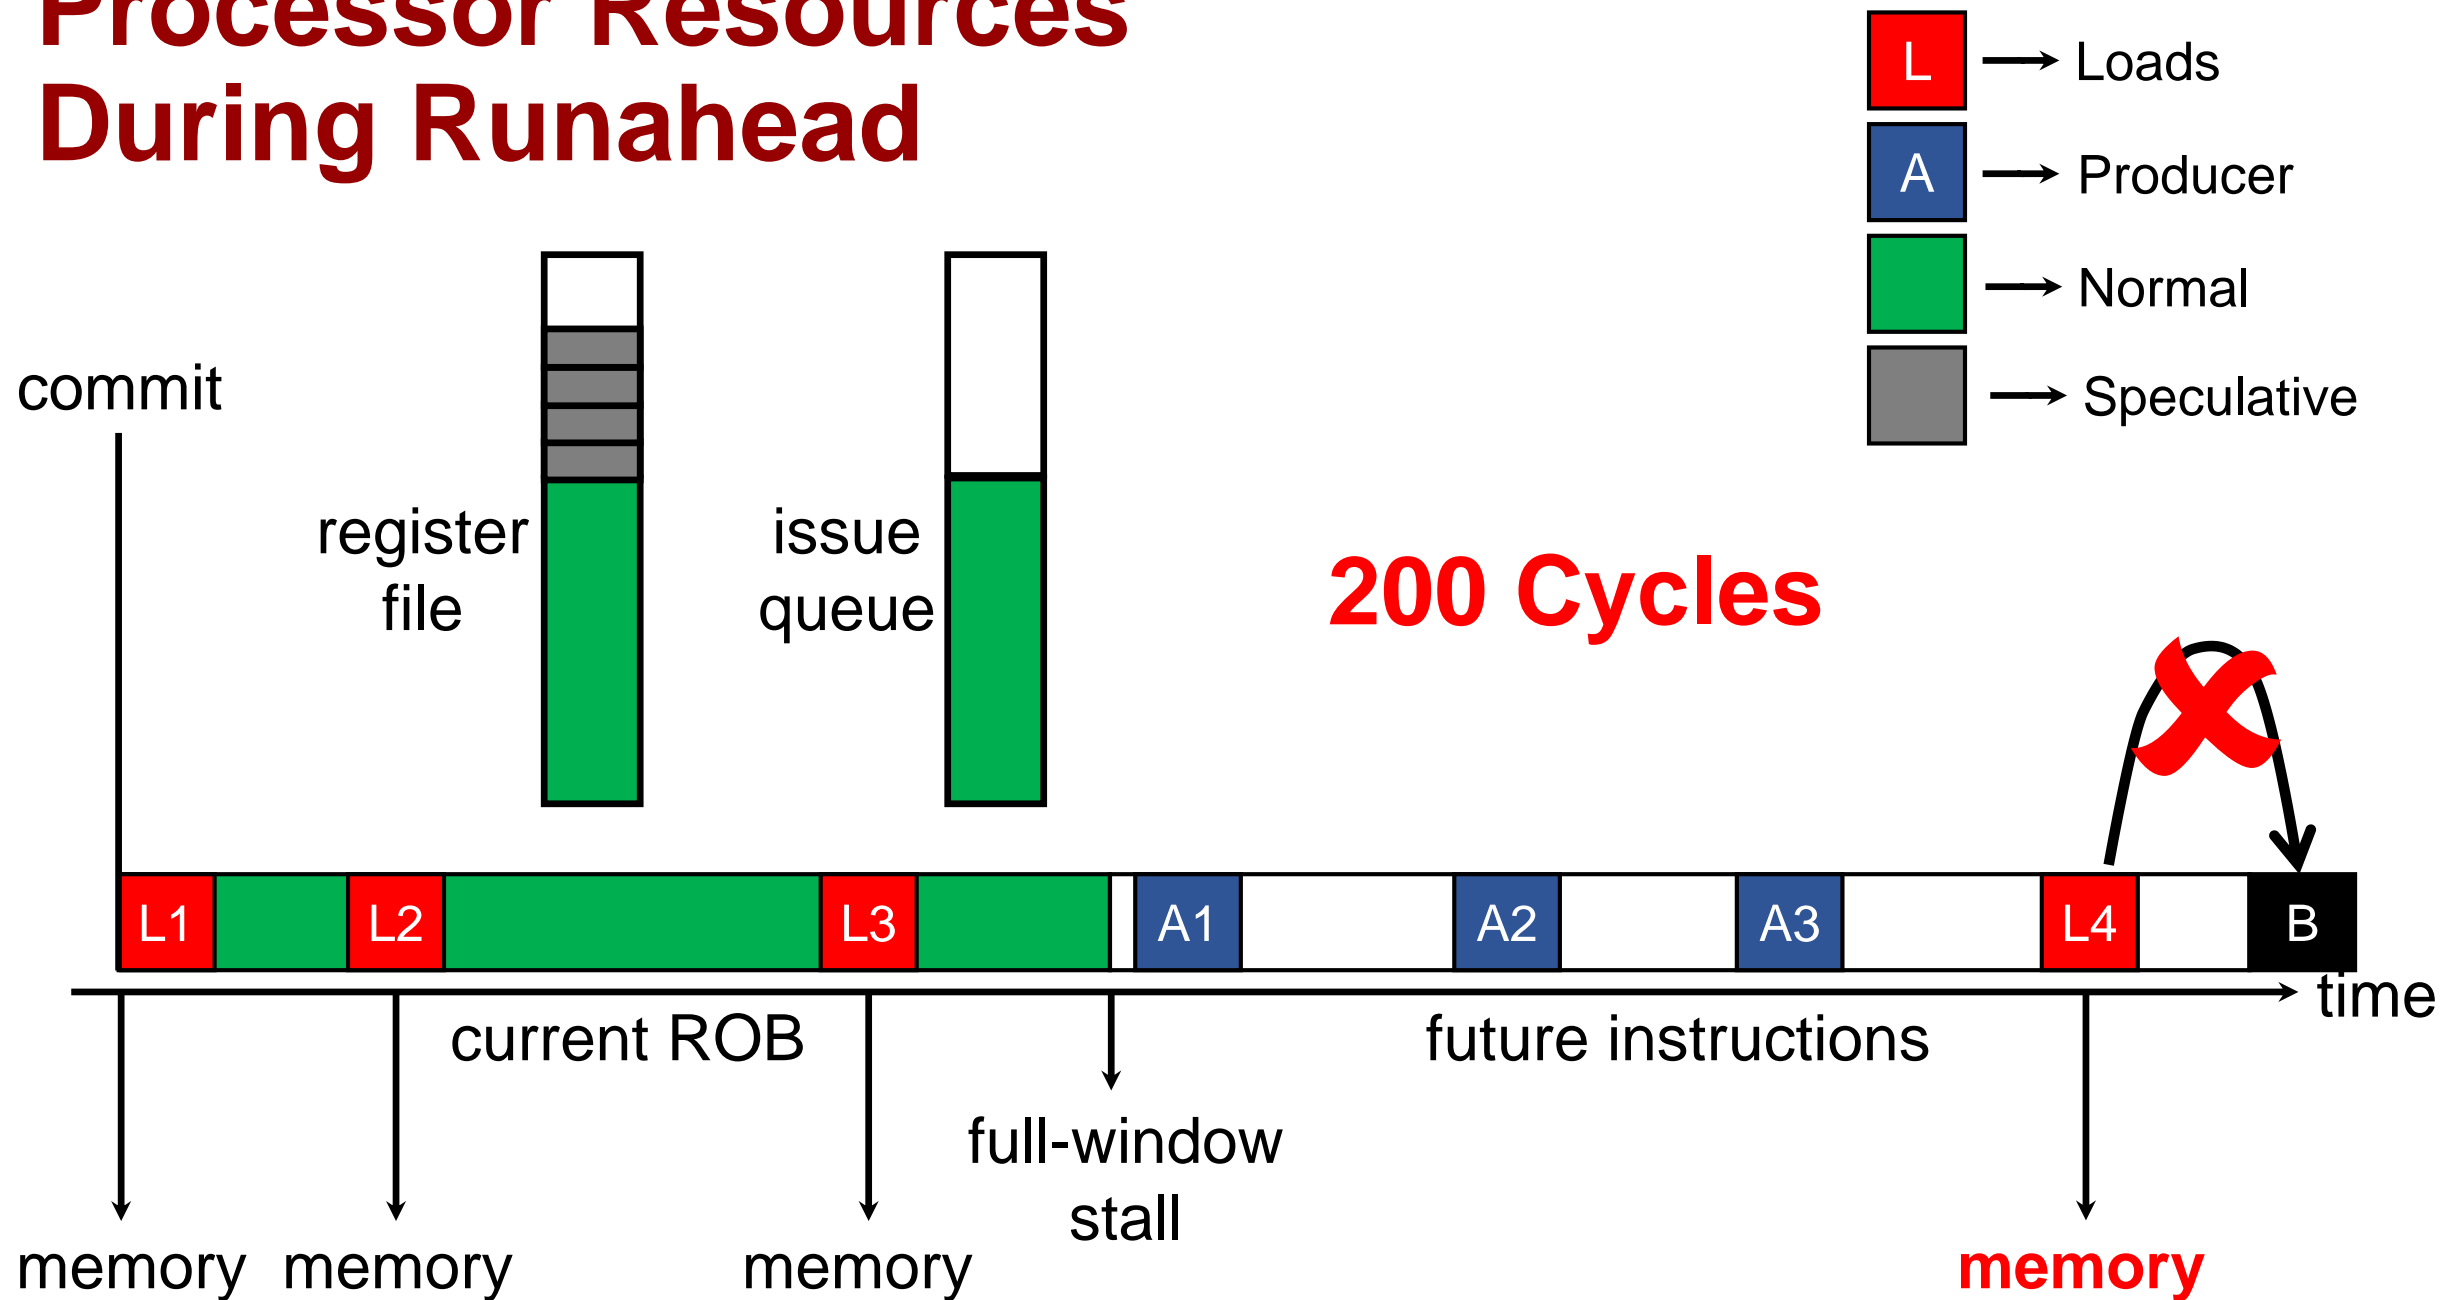 Processor Resources
During Runahead
L
Loads
A
Producer
Normal
Speculative
commit
register
file
issue
queue
200 Cycles
L1
L2
L3
A1
A2
A3
L4
B
time
current ROB
future instructions
full-window
stall
memory
memory
memory
memory